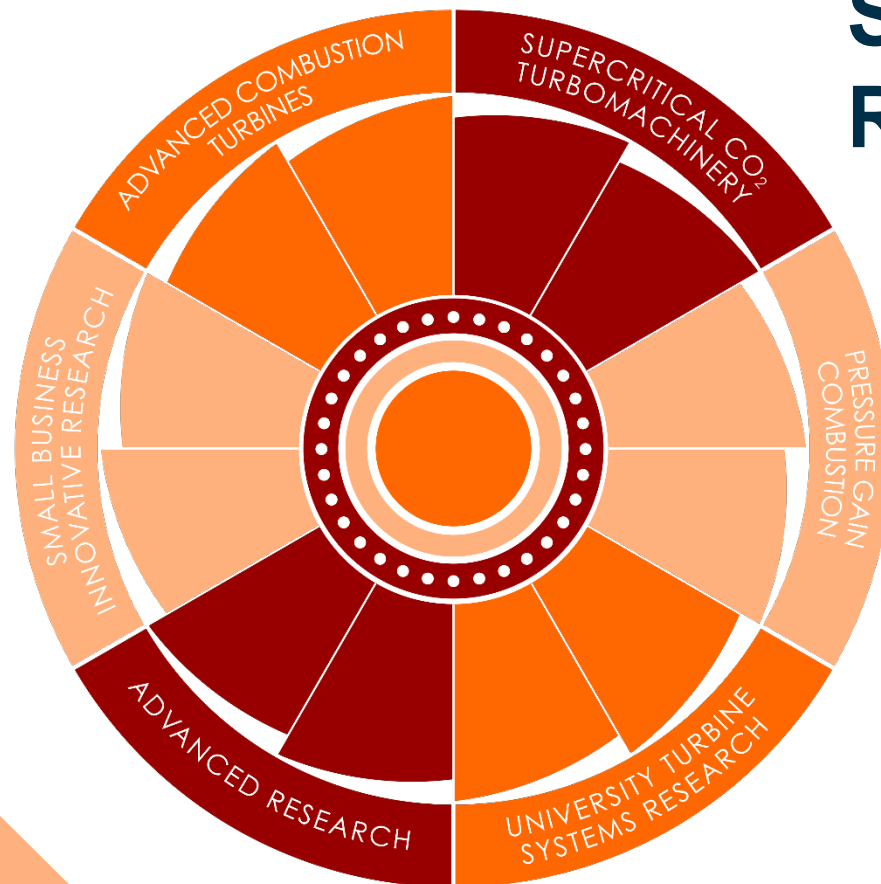 S
R
ADVANCED COMBUSTION
TURBINES
SUPERCRITICAL CO₂
TURBOMACHINERY
PRESSURE GAIN
COMBUSTION
UNIVERSITY TURBINE
SYSTEMS RESEARCH
ADVANCED RESEARCH
SMALL BUSINESS
INNOVATIVE RESEARCH